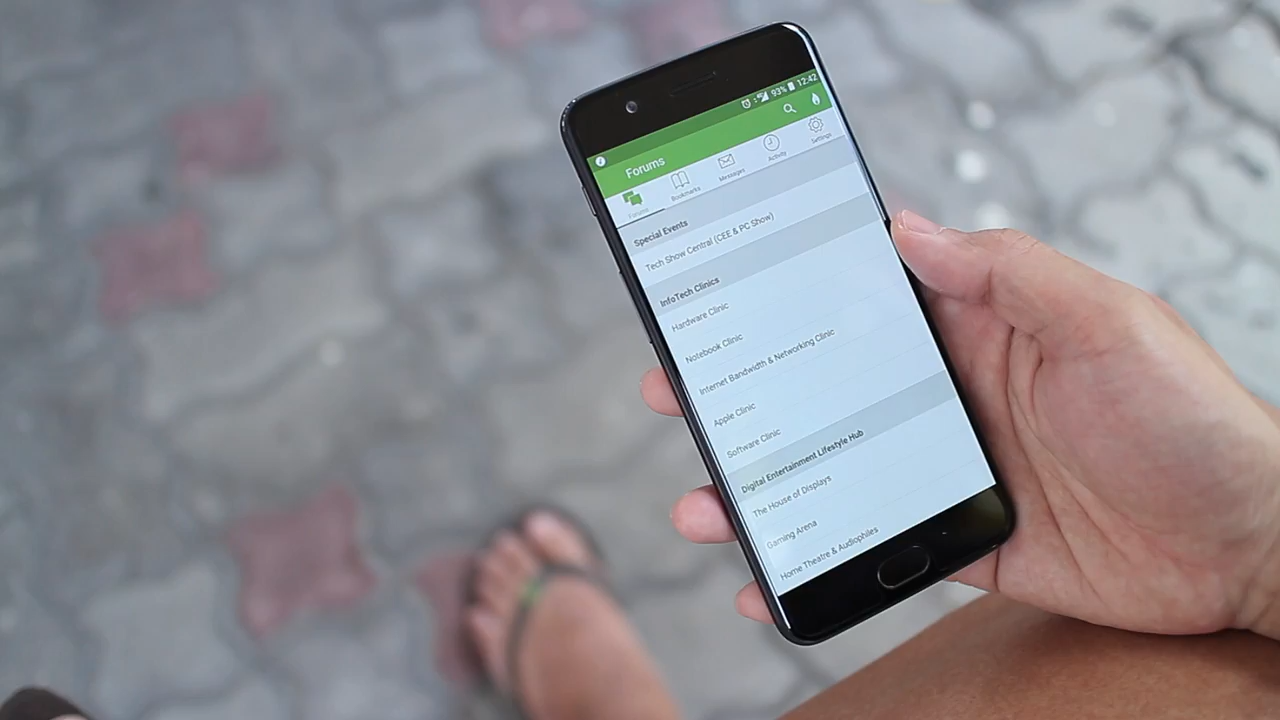 93% 12:42
Forums
Forums Bookmarks Messages Activity Settings
Special Events
Tech Show Central (CEE & PC Show)
InfoTech Clinics
Hardware Clinic
Notebook Clinic
Internet Bandwidth & Networking Clinic
Apple Clinic
Software Clinic
Digital Entertainment Lifestyle Hub
The House of Displays
Gaming Arena
Home Theatre & Audiophiles